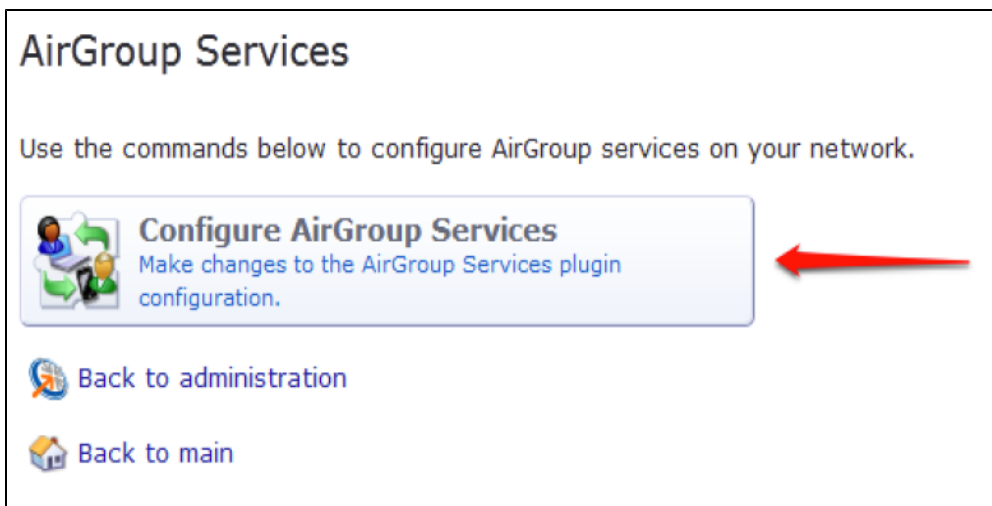 AirGroup Services
Use the commands below to configure AirGroup services on your network.
Configure AirGroup Services
Make changes to the AirGroup Services plugin
configuration.
Back to administration
Back to main